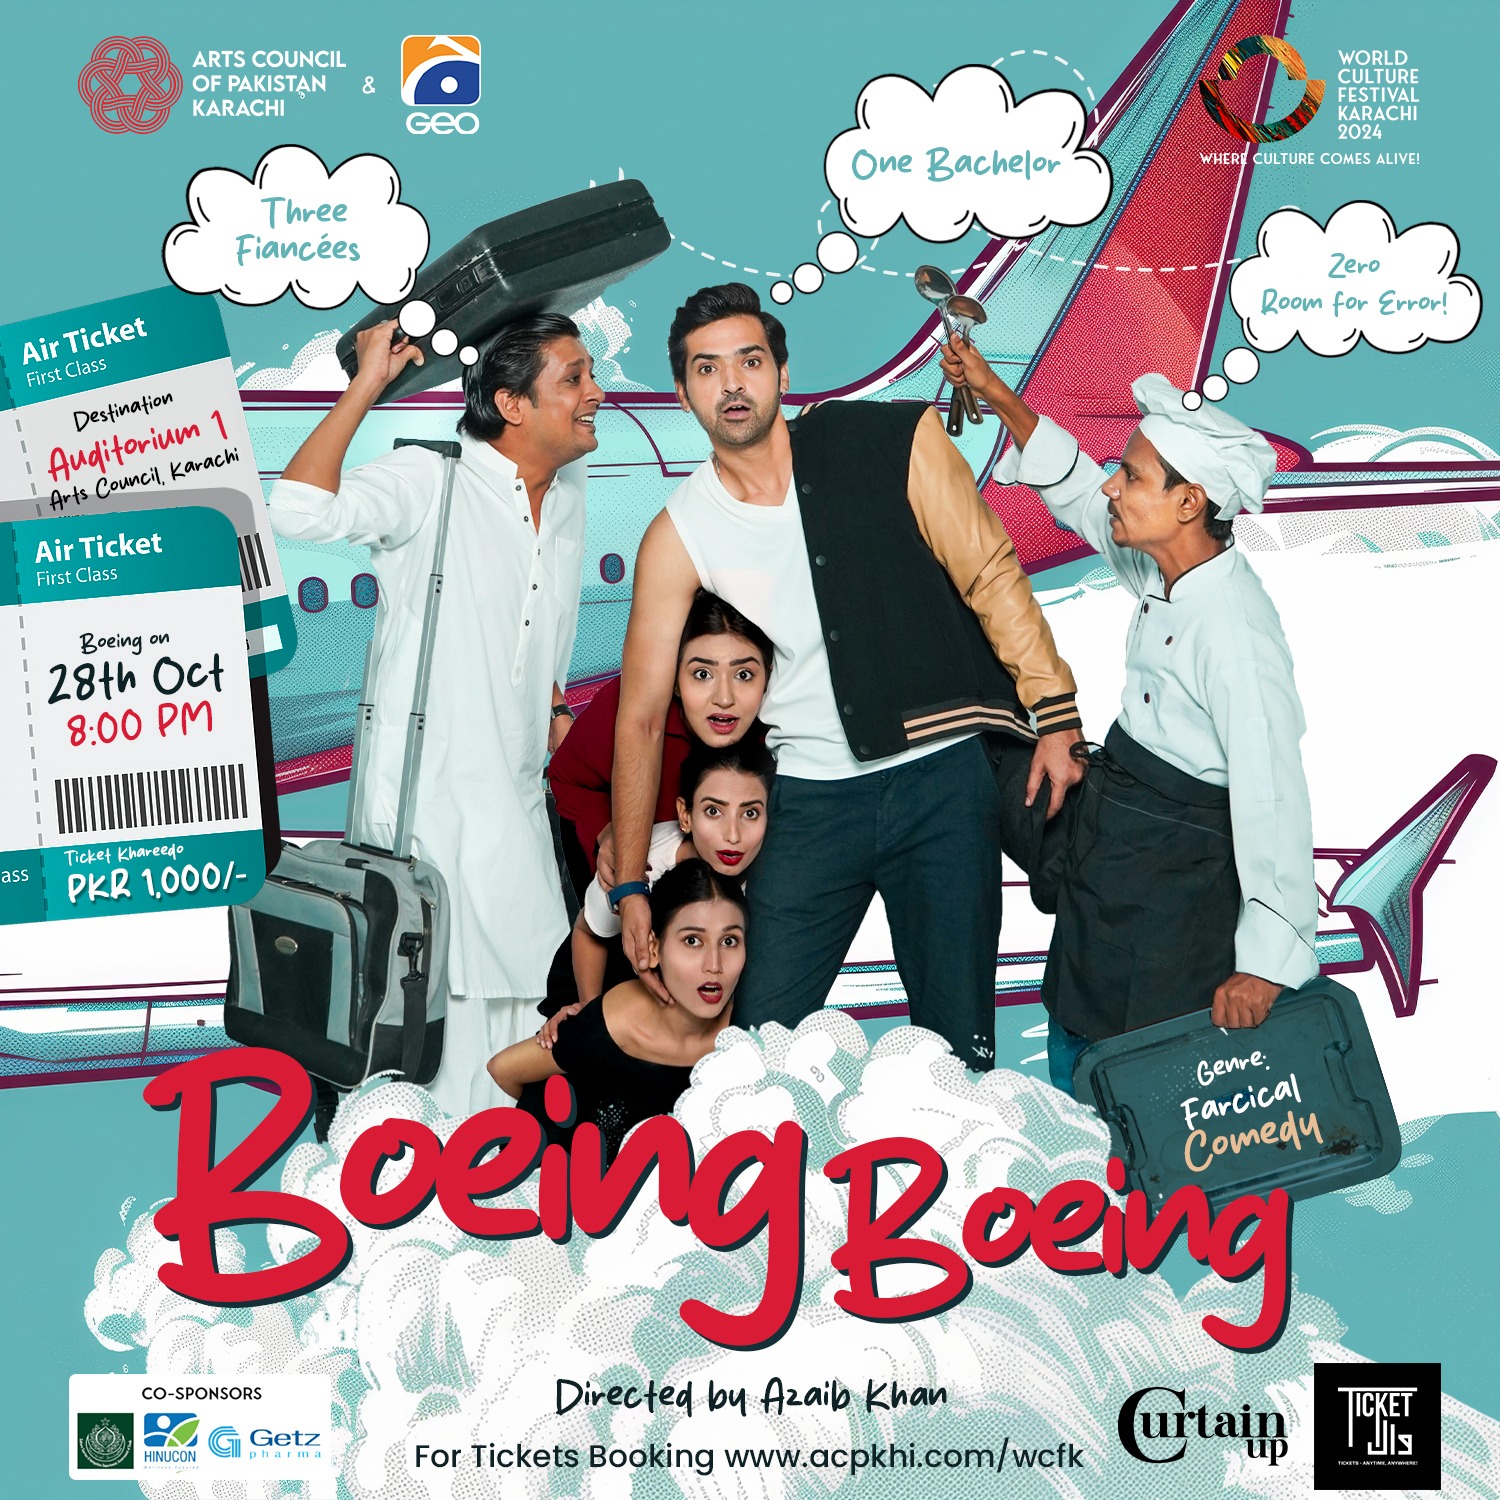 ARTS COUNCIL
OF PAKISTAN
KARACHI
&
GEO
WORLD
CULTURE
FESTIVAL
KARACHI
2024
WHERE CULTURE COMES ALIVE!
Three
Fiancées
One Bachelor
Zero
Room for Error!
Air Ticket
First Class
Destination
Auditorium 1
Arts Council, Karachi
Air Ticket
First Class
Boeing on
28th Oct
8:00 PM
Ticket Khareedo
PKR 1,000/-
ass
Genre:
Farcical
Comedy
Boeing Boeing
Directed by Azaib Khan
For Tickets Booking www.acpkhi.com/wcfk
CO-SPONSORS
HINUCON
Getz
pharma
Curtain
up
TICKET
JIs
TICKETS - ANYTIME, ANYWHERE!